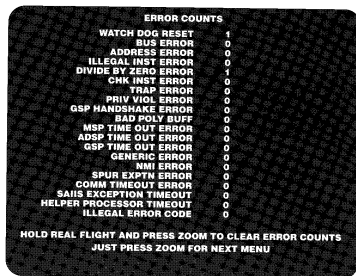 ERROR COUNTS
WATCH DOG RESET 1
BUS ERROR 0
ADDRESS ERROR 0
ILLEGAL INST ERROR 0
DIVIDE BY ZERO ERROR 1
CHK INST ERROR 0
TRAP ERROR 0
PRIV VIOL ERROR 0
GSP HANDSHAKE ERROR 0
BAD POLY BUFF 0
MSP TIME OUT ERROR 0
ADSP TIME OUT ERROR 0
GSP TIME OUT ERROR 0
GENERIC ERROR 0
NMI ERROR 0
SPUR EXPTN ERROR 0
COMM TIMEOUT ERROR 0
SAIIS EXCEPTION TIMEOUT 0
HELPER PROCESSOR TIMEOUT 0
ILLEGAL ERROR CODE 0
HOLD REAL FLIGHT AND PRESS ZOOM TO CLEAR ERROR COUNTS
JUST PRESS ZOOM FOR NEXT MENU